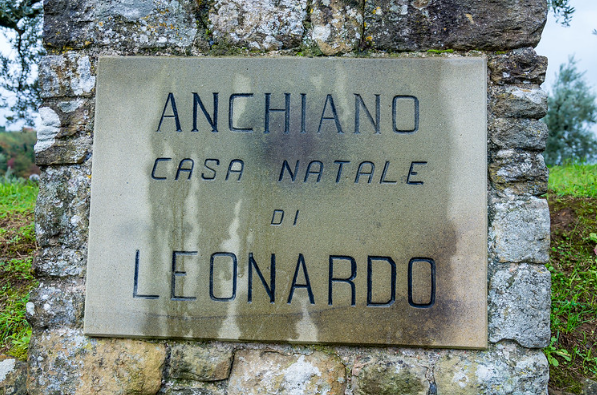 ANCHIANO
CASA NATALE
DI
LEONARDO